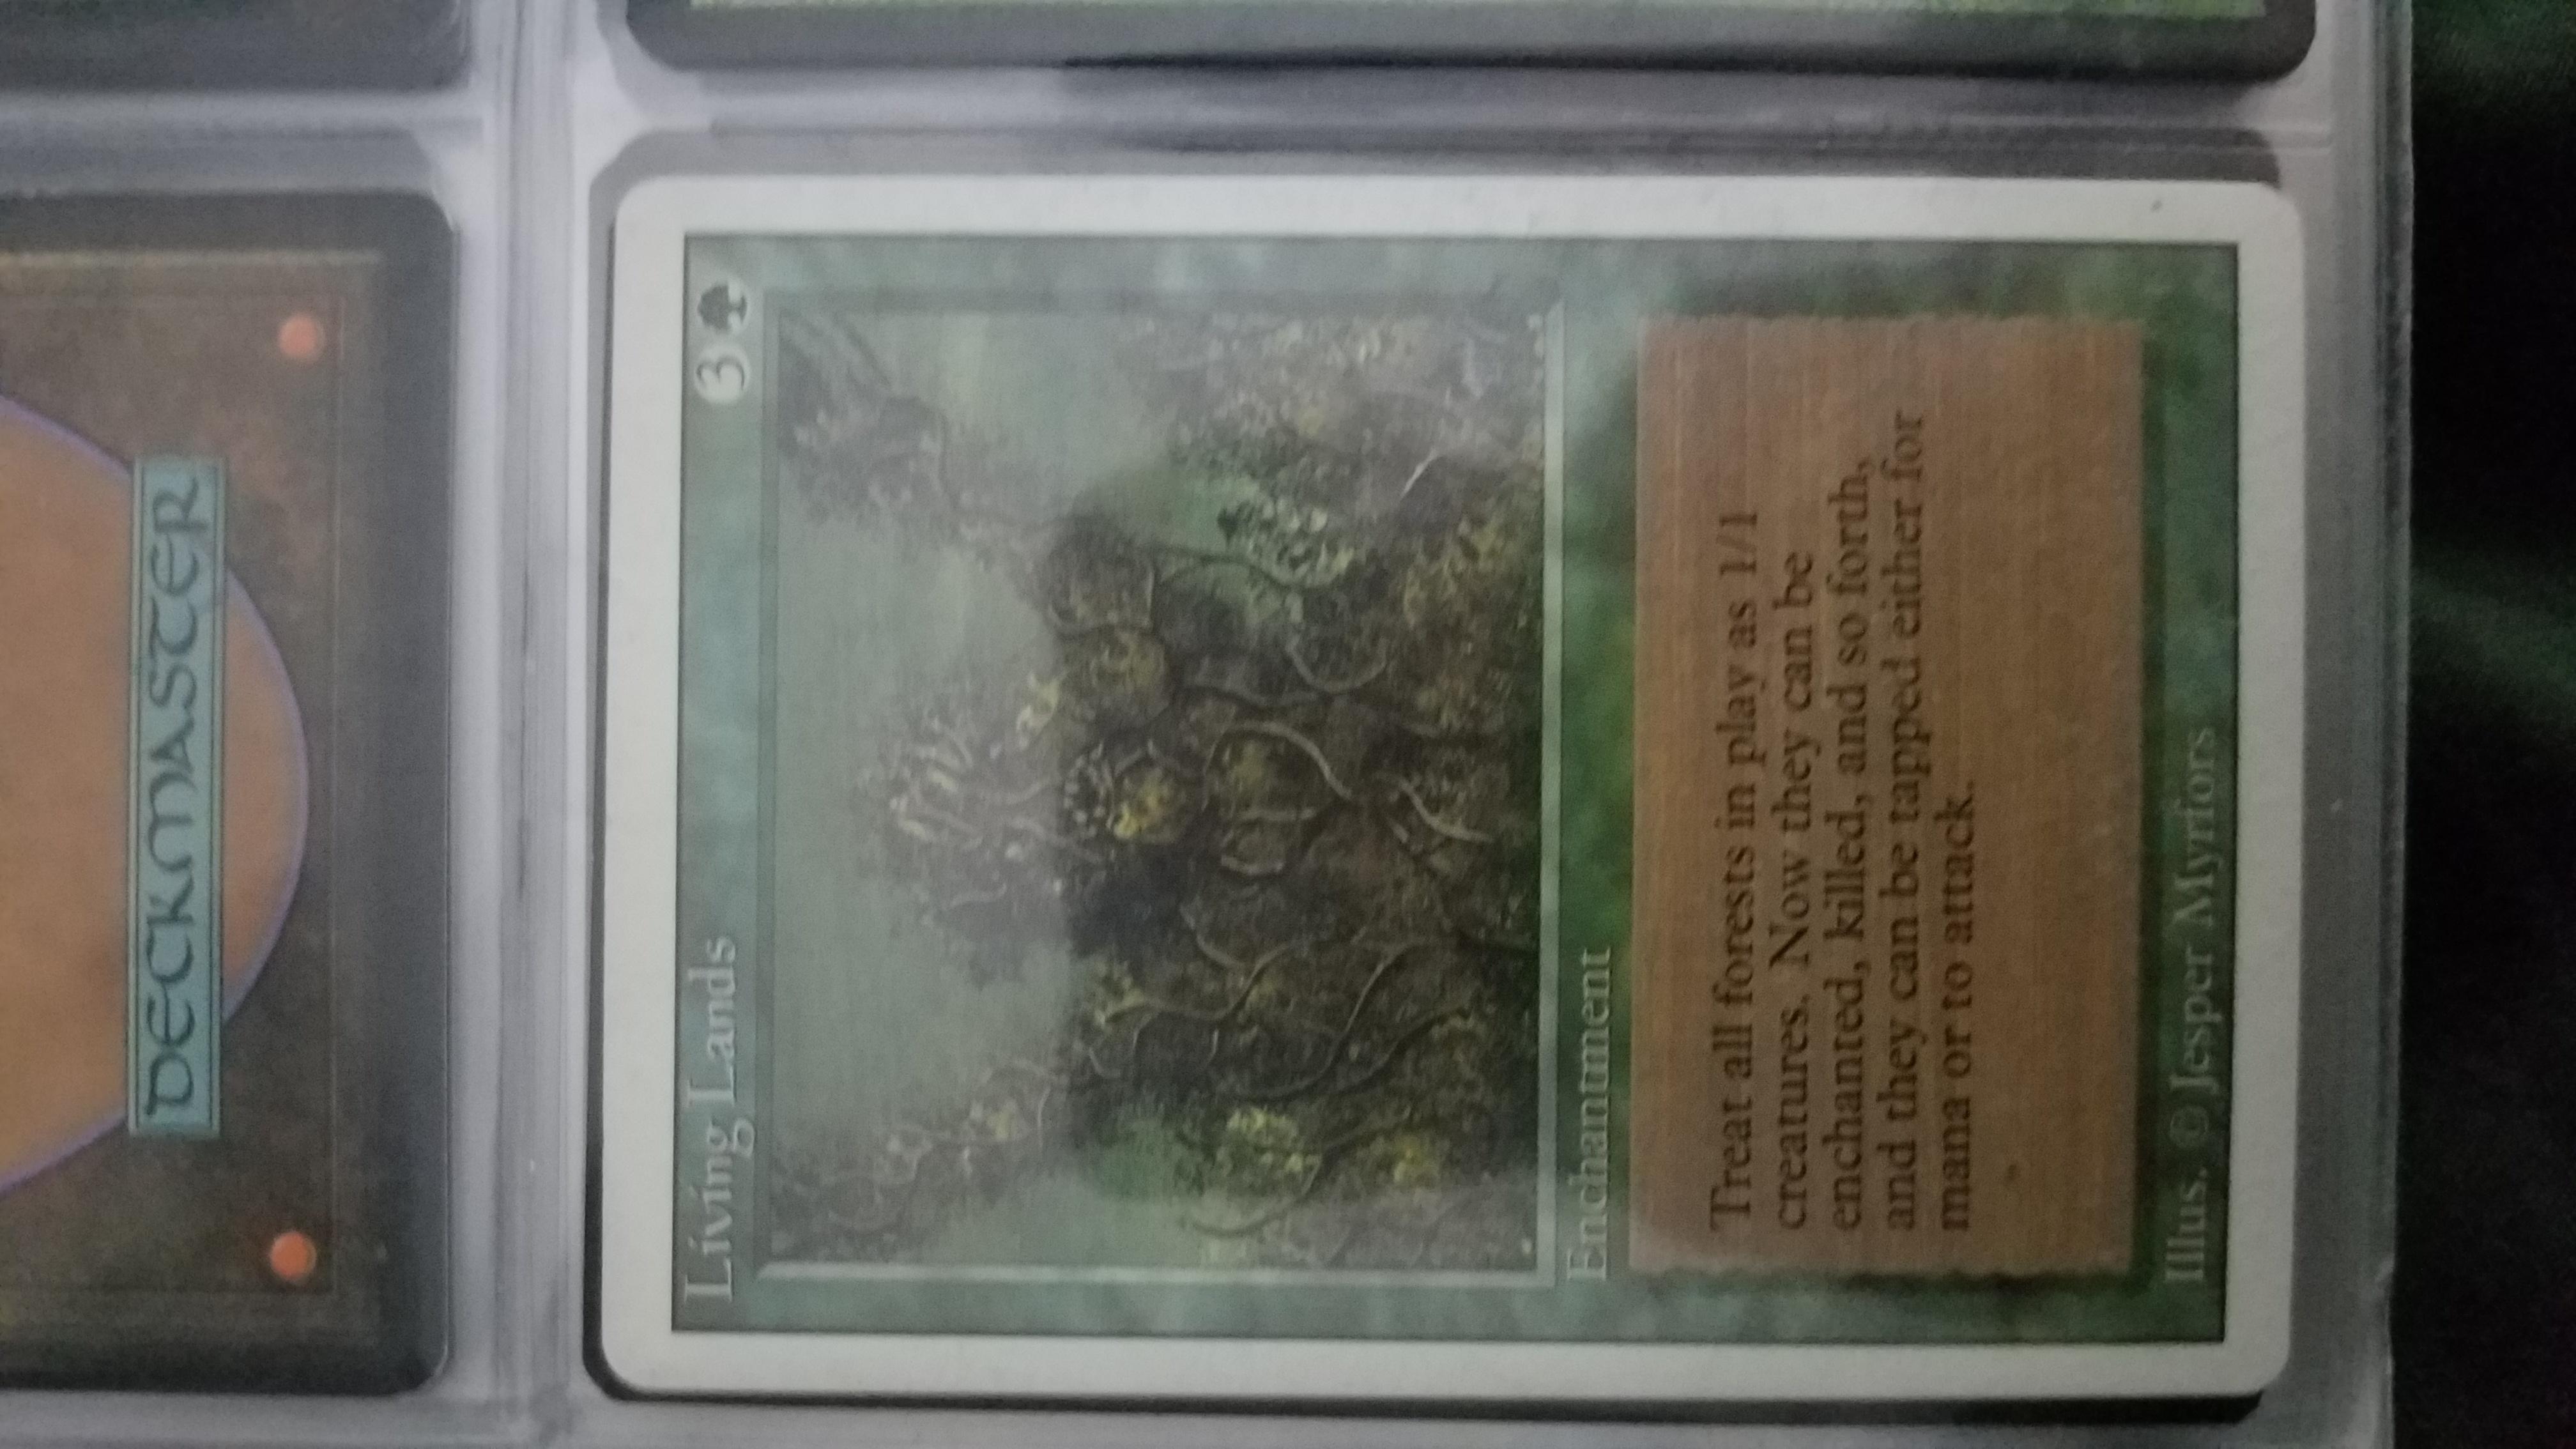 DECKMASTER
Living Lands 3
Enchantment
Treat all forests in play as 1/1
creatures. Now they can be
enchanted, killed, and so forth,
and they can be tapped either for
mana or to attack.
Illus. © Jesper Myrfors